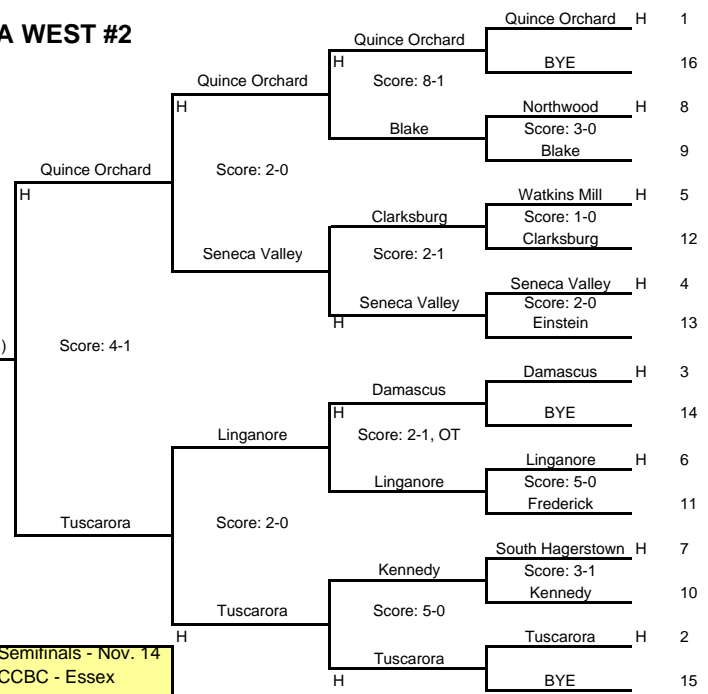 A WEST #2
Quince Orchard H 1
Quince Orchard
H
BYE 16
Quince Orchard
Score: 8-1
H
Northwood H 8
Blake
Score: 3-0
Blake 9
Quince Orchard
Score: 2-0
H
Watkins Mill H 5
Clarksburg
Score: 1-0
Clarksburg 12
Seneca Valley
Score: 2-1
Seneca Valley H 4
Seneca Valley
Score: 2-0
H
Einstein 13
)
Score: 4-1
Damascus H 3
Damascus
H
BYE 14
Linganore
Score: 2-1, OT
Linganore H 6
Linganore
Score: 5-0
Frederick 11
Tuscarora
Score: 2-0
South Hagerstown H 7
Kennedy
Score: 3-1
Kennedy 10
Tuscarora
Score: 5-0
H
Tuscarora H 2
Tuscarora
H
BYE 15
Semifinals - Nov. 14
CCBC - Essex